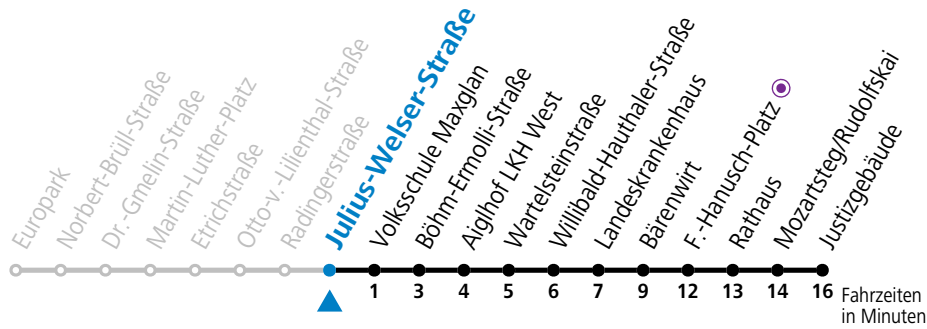 Europark
Norbert-Brüll-Straße
Dr.-Gmelin-Straße
Martin-Luther-Platz
Etrichstraße
Otto-v.-Lilienthal-Straße
Radingerstraße
Julius-Welser-Straße
Volksschule Maxglan
Böhm-Ermolli-Straße
Aiglhof LKH West
Wartelsteinstraße
Willibald-Hauthaler-Straße
Landeskrankenhaus
Bärenwirt
F.-Hanusch-Platz
Rathaus
Mozartsteg/Rudolfskai
Justizgebäude
1 3 4 5 6 7 9 12 13 14 16
Fahrzeiten
in Minuten